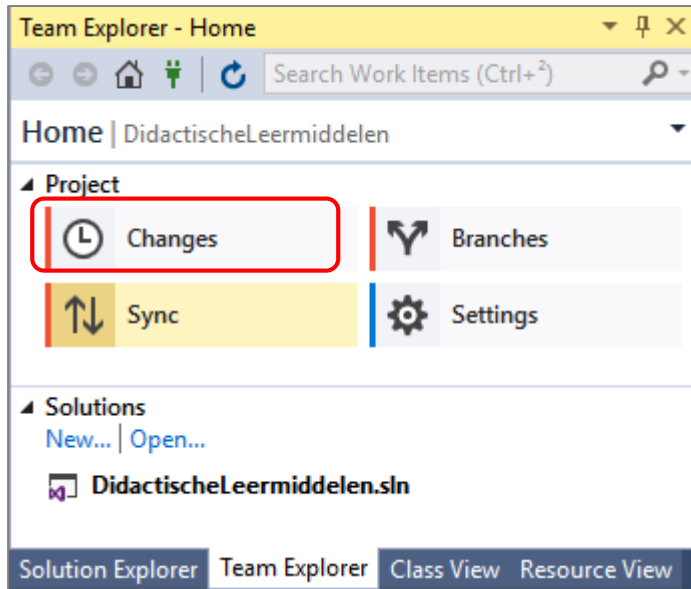 Team Explorer - Home
Search Work Items (Ctrl+²)
Home | DidactischeLeermiddelen
Project
Changes Branches
Sync Settings
Solutions
New... | Open...
DidactischeLeermiddelen.sln
Solution Explorer Team Explorer Class View Resource View